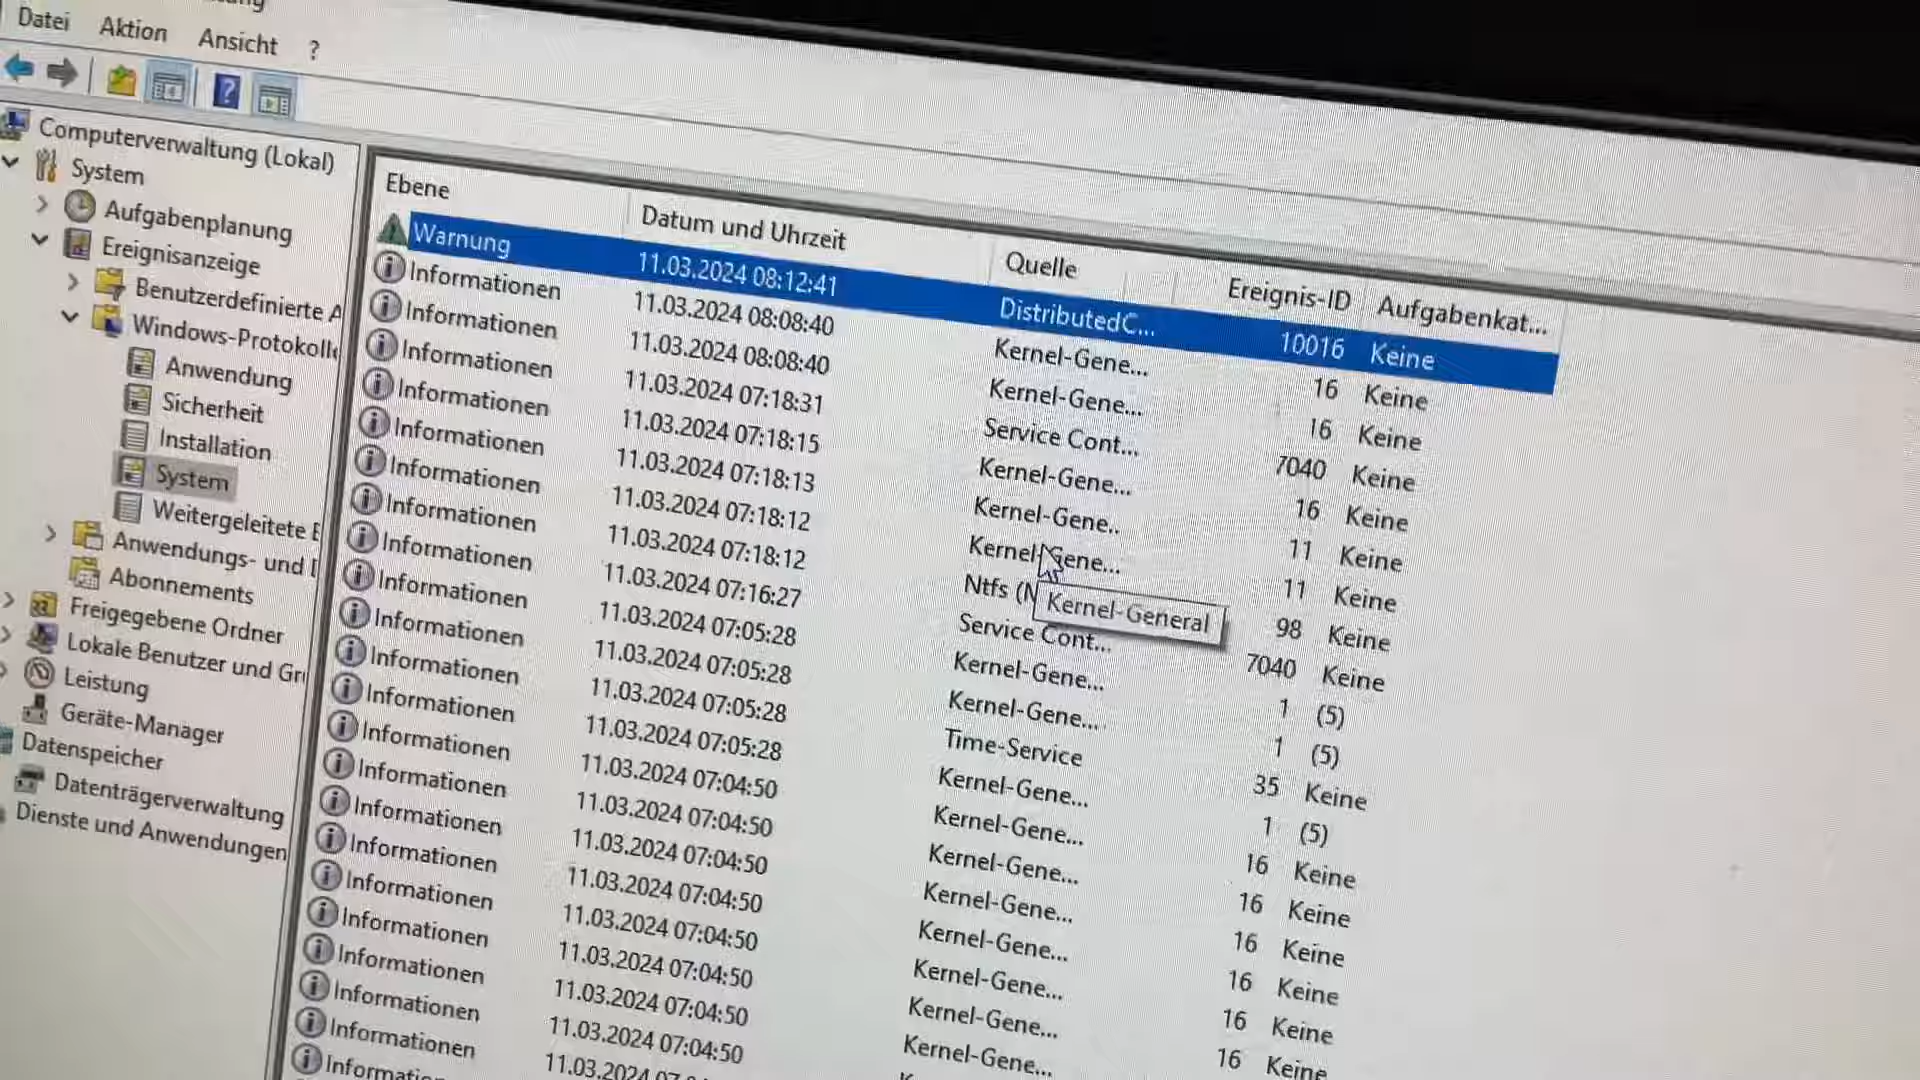 Datei Aktion Ansicht ?
Computerverwaltung (Lokal)
System
Aufgabenplanung
Ereignisanzeige
Benutzerdefinierte A
Windows-Protokolle
Anwendung
Sicherheit
Installation
System
Weitergeleitete E
Anwendungs- und D
Abonnements
Freigegebene Ordner
Lokale Benutzer und Gr
Leistung
Geräte-Manager
Datenspeicher
Datenträgerverwaltung
Dienste und Anwendungen
Ebene Datum und Uhrzeit Quelle Ereignis-ID Aufgabenkat...
Warnung 11.03.2024 08:12:41 DistributedC... 10016 Keine
Informationen 11.03.2024 08:08:40 Kernel-Gene... 16 Keine
Informationen 11.03.2024 08:08:40 Kernel-Gene... 16 Keine
Informationen 11.03.2024 07:18:31 Service Cont... 7040 Keine
Informationen 11.03.2024 07:18:15 Kernel-Gene... 16 Keine
Informationen 11.03.2024 07:18:13 Kernel-Gene.. 11 Keine
Informationen 11.03.2024 07:18:12 Kernel-Gene... 11 Keine
Informationen 11.03.2024 07:18:12 Ntfs (N 98 Keine
Kernel-General
Informationen 11.03.2024 07:16:27 Service Cont... 7040 Keine
Informationen 11.03.2024 07:05:28 Kernel-Gene... 1 (5)
Informationen 11.03.2024 07:05:28 Kernel-Gene... 1 (5)
Informationen 11.03.2024 07:05:28 Time-Service 35 Keine
Informationen 11.03.2024 07:05:28 Kernel-Gene... 1 (5)
Informationen 11.03.2024 07:04:50 Kernel-Gene... 16 Keine
Informationen 11.03.2024 07:04:50 Kernel-Gene... 16 Keine
Informationen 11.03.2024 07:04:50 Kernel-Gene... 16 Keine
Informationen 11.03.2024 07:04:50 Kernel-Gene... 16 Keine
Informationen 11.03.2024 07:04:50 Kernel-Gene... 16 Keine
Informationen 11.03.2024 07:04:50 Kernel-Gene... 16 Keine
Informationen 11.03.2024 07:04:50 Kernel-Gene...
Informationen 11.03.2024 07:04:50
Informationen 11.03.2024